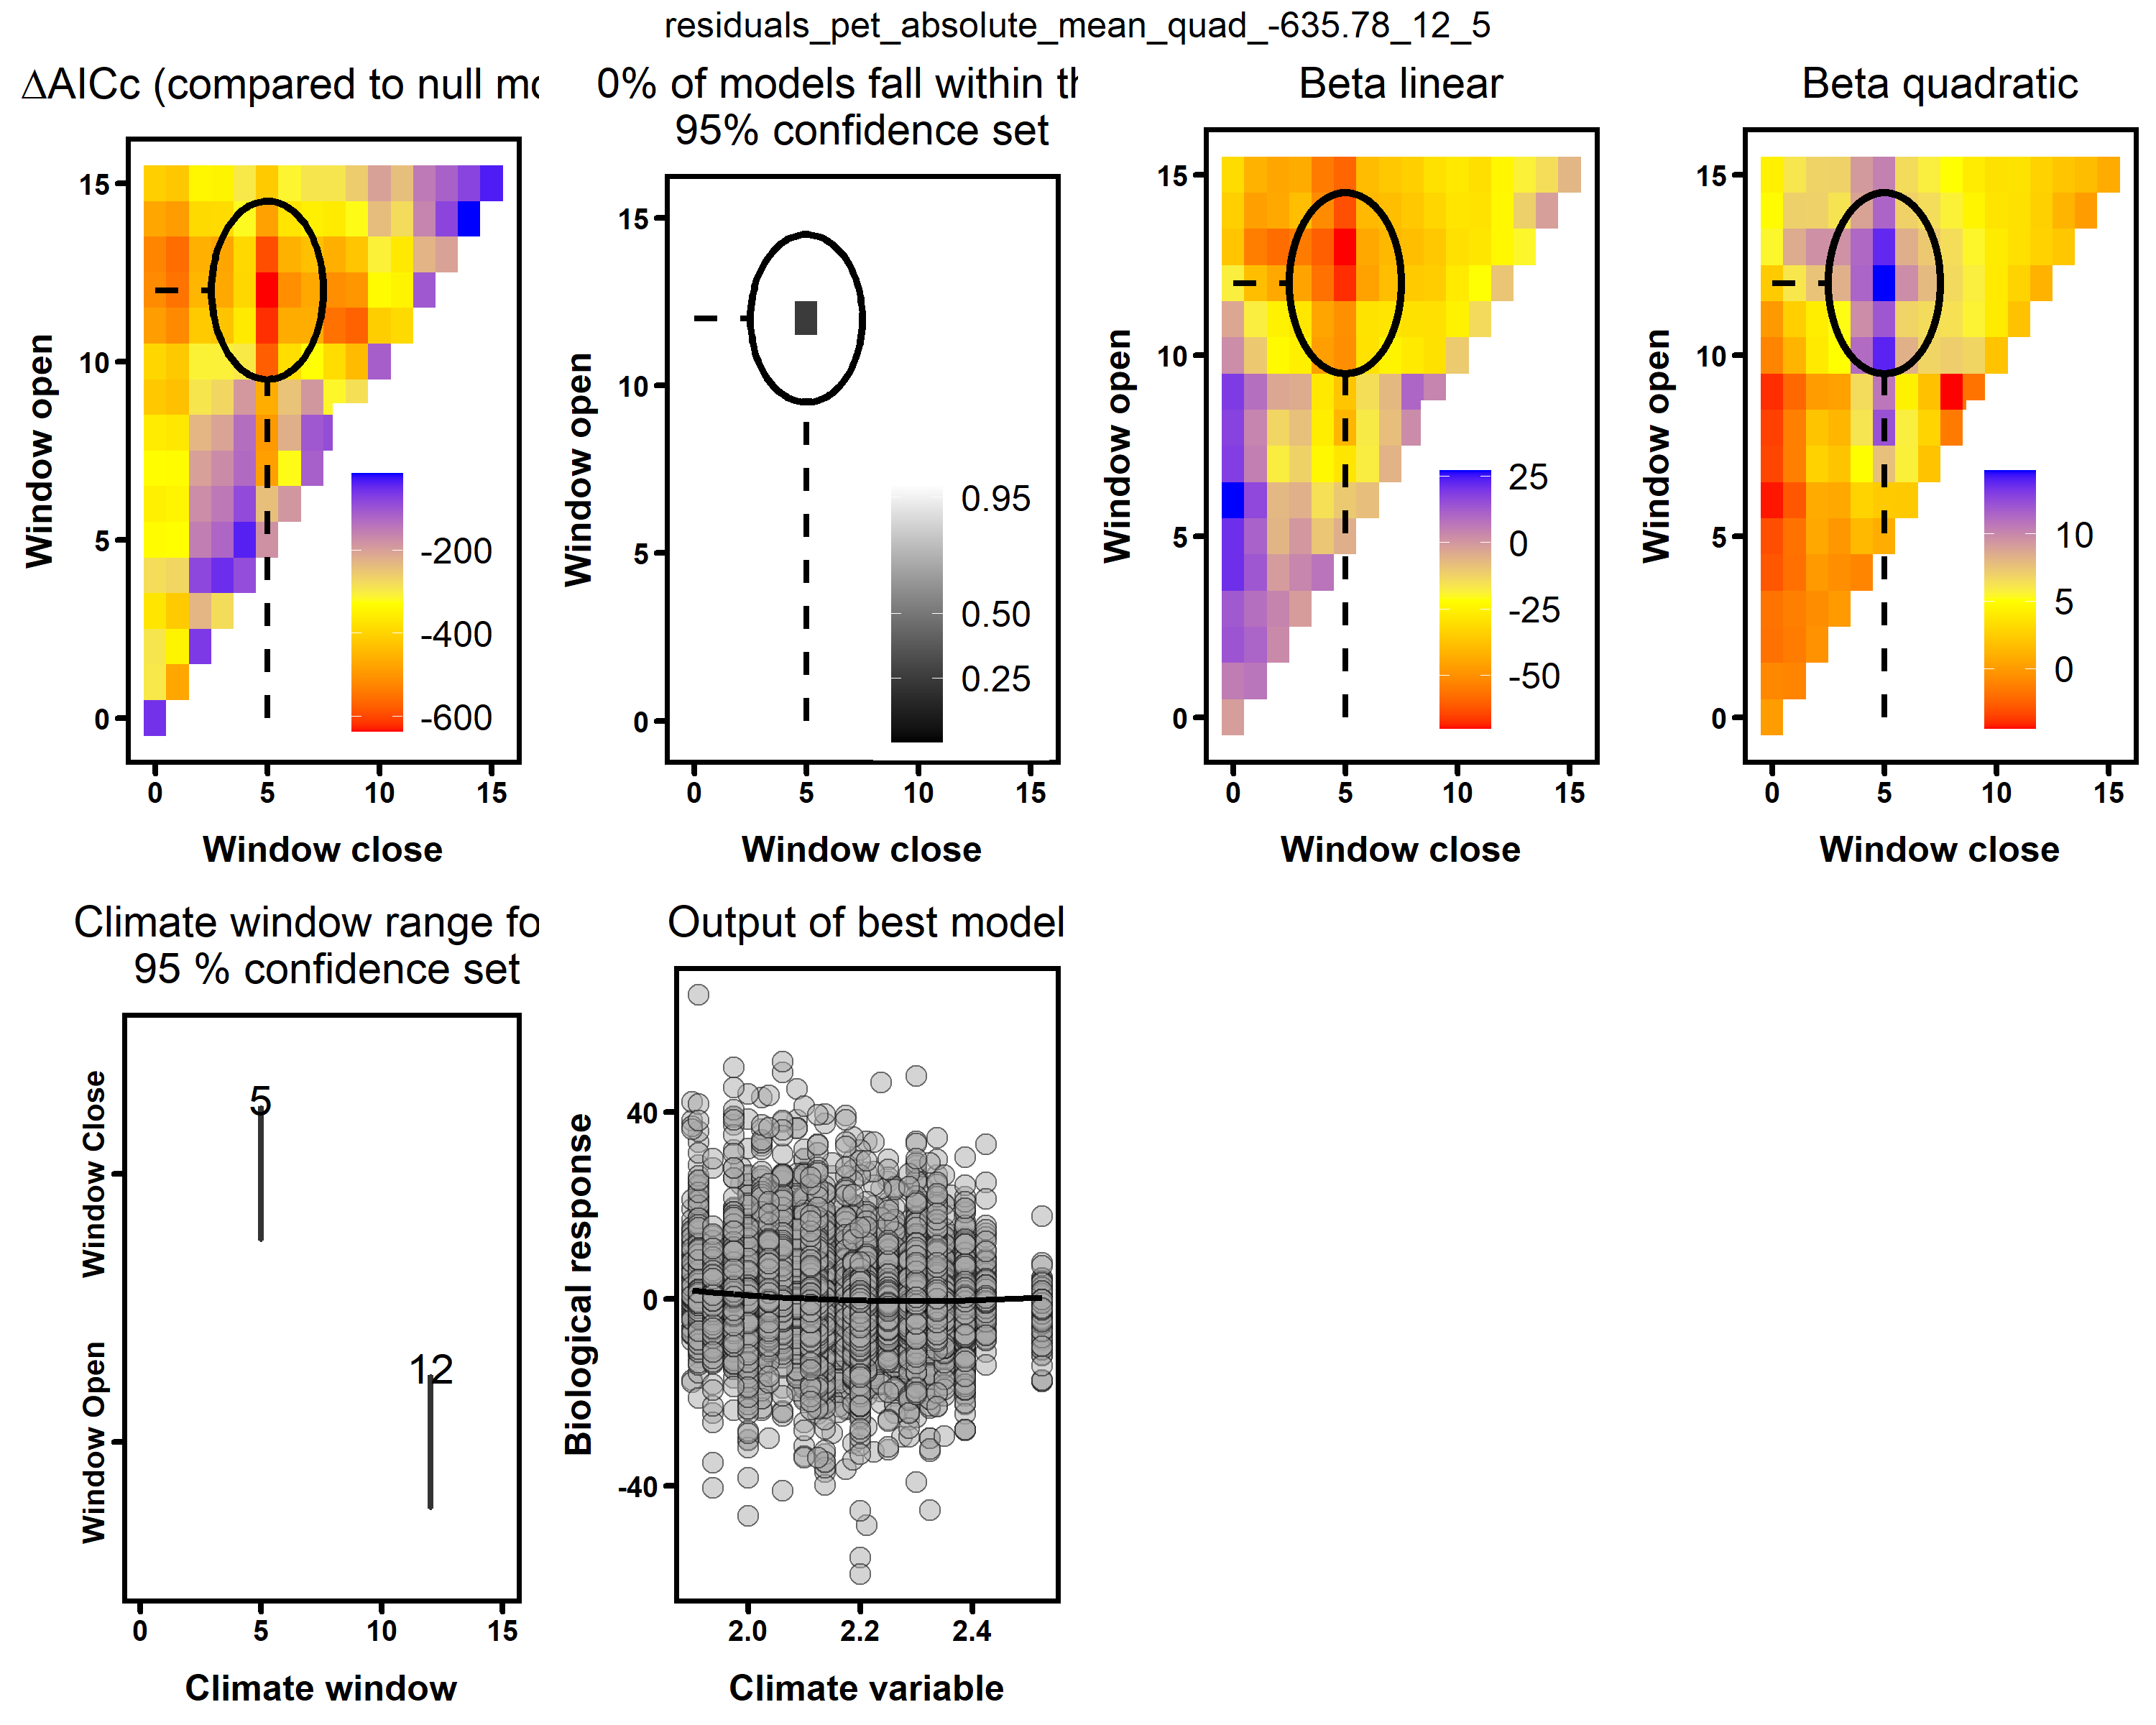 residuals_pet_absolute_mean_quad_-635.78_12_5
ΔAICc (compared to null mo
15
10
5
0
-200
-400
-600
0 5 10 15
Window open
Window close
0% of models fall within th
95% confidence set
15
10
5
0
0.95
0.50
0.25
0 5 10 15
Window open
Window close
Beta linear
15
10
5
0
25
0
-25
-50
0 5 10 15
Window open
Window close
Beta quadratic
15
10
5
0
10
5
0
0 5 10 15
Window open
Window close
Climate window range fo
95 % confidence set
Window Close
Window Open
5
12
0 5 10 15
Climate window
Output of best model
40
0
-40
2.0 2.2 2.4
Biological response
Climate variable